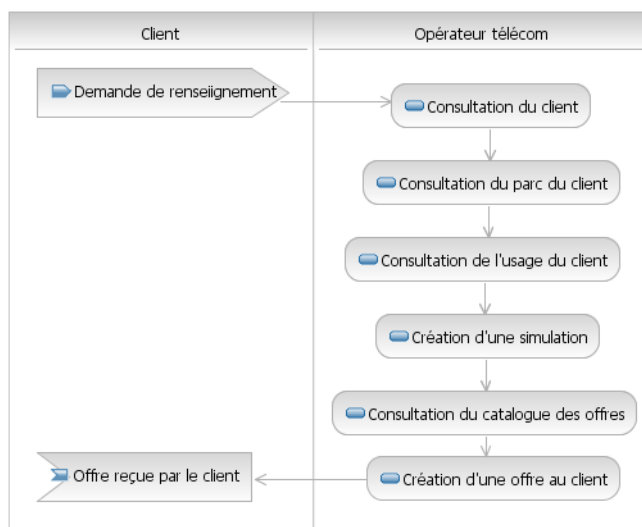 Client
Opérateur télécom
Demande de renseiignement
Consultation du client
Consultation du parc du client
Consultation de l'usage du client
Création d'une simulation
Consultation du catalogue des offres
Offre reçue par le client
Création d'une offre au client